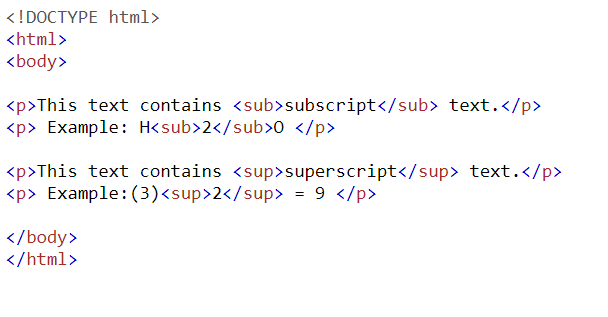 <!DOCTYPE html>
<html>
<body>
<p>This text contains <sub>subscript</sub> text.</p>
<p> Example: H<sub>2</sub>O </p>
<p>This text contains <sup>superscript</sup> text.</p>
<p> Example:(3)<sup>2</sup> = 9 </p>
</body>
</html>